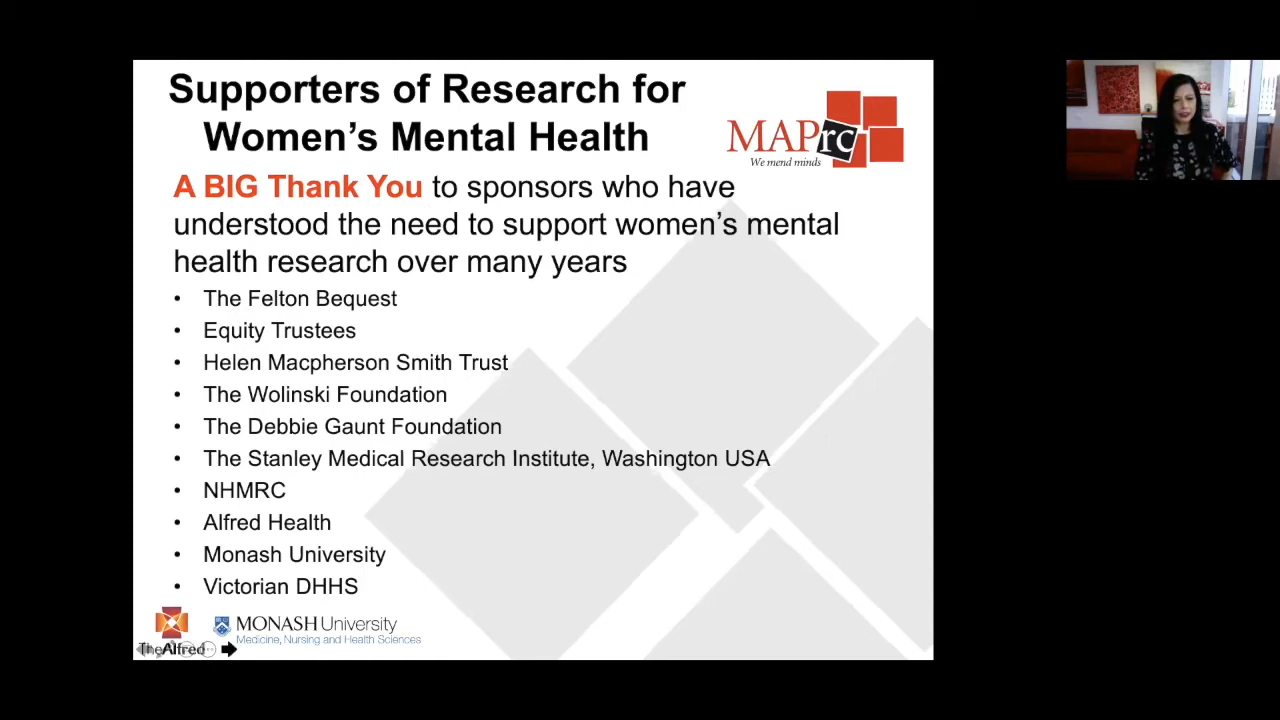 Supporters of Research for
Women's Mental Health
MAPrc
We mend minds
A BIG Thank You to sponsors who have
understood the need to support women's mental
health research over many years
• The Felton Bequest
• Equity Trustees
• Helen Macpherson Smith Trust
• The Wolinski Foundation
• The Debbie Gaunt Foundation
• The Stanley Medical Research Institute, Washington USA
• NHMRC
• Alfred Health
• Monash University
• Victorian DHHS
MONASH University
Medicine, Nursing and Health Sciences
TheAlfred